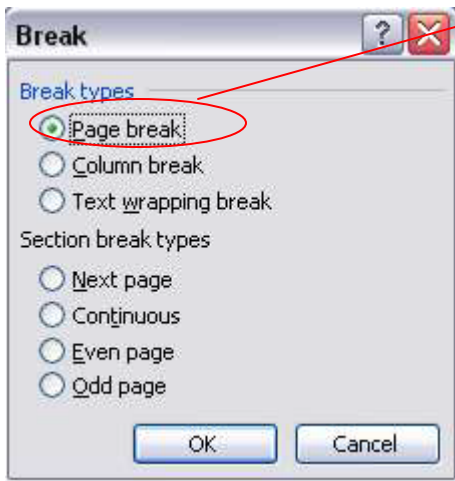 Break
Break types
Page break
Column break
Text wrapping break
Section break types
Next page
Continuous
Even page
Odd page
OK Cancel